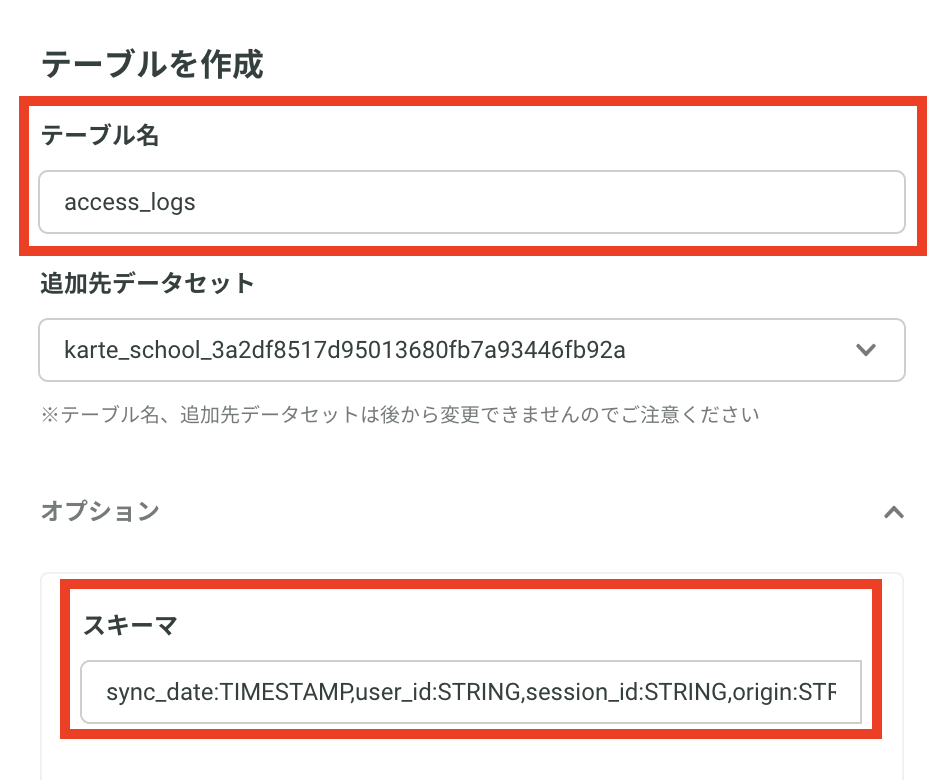 テーブルを作成
テーブル名
access_logs
追加先データセット
karte_school_3a2df8517d95013680fb7a93446fb92a
※テーブル名、追加先データセットは後から変更できませんのでご注意ください
オプション
スキーマ
sync_date:TIMESTAMP,user_id:STRING,session_id:STRING,origin:STR